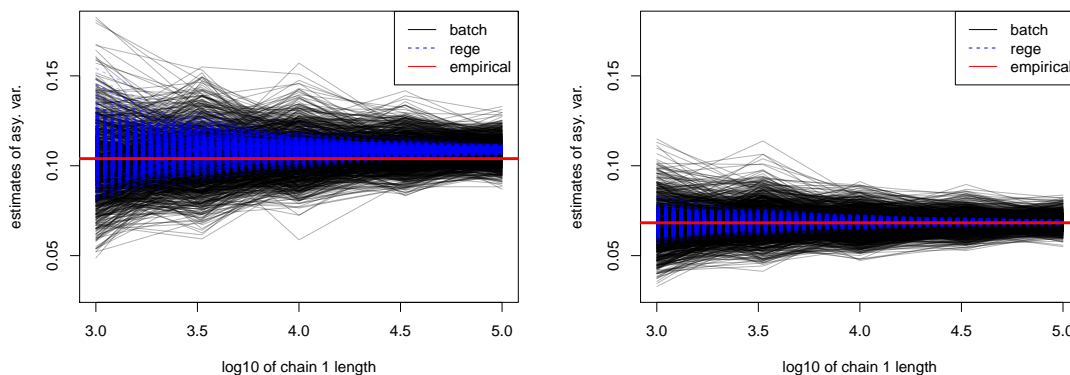 estimates of asy. var.
0.15
0.10
0.05
batch
rege
empirical
3.0 3.5 4.0 4.5 5.0
log10 of chain 1 length
estimates of asy. var.
0.15
0.10
0.05
batch
rege
empirical
3.0 3.5 4.0 4.5 5.0
log10 of chain 1 length